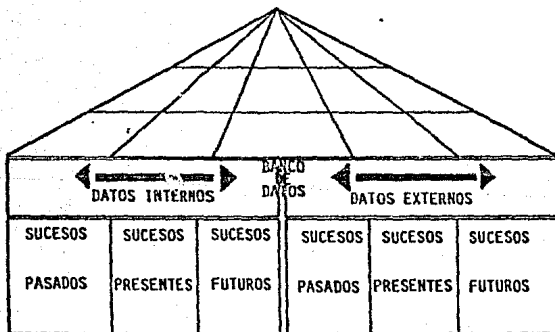 BANCO
DE
DATOS
DATOS INTERNOS
DATOS EXTERNOS
SUCESOS SUCESOS SUCESOS SUCESOS SUCESOS SUCESOS
PASADOS PRESENTES FUTUROS PASADOS PRESENTES FUTUROS